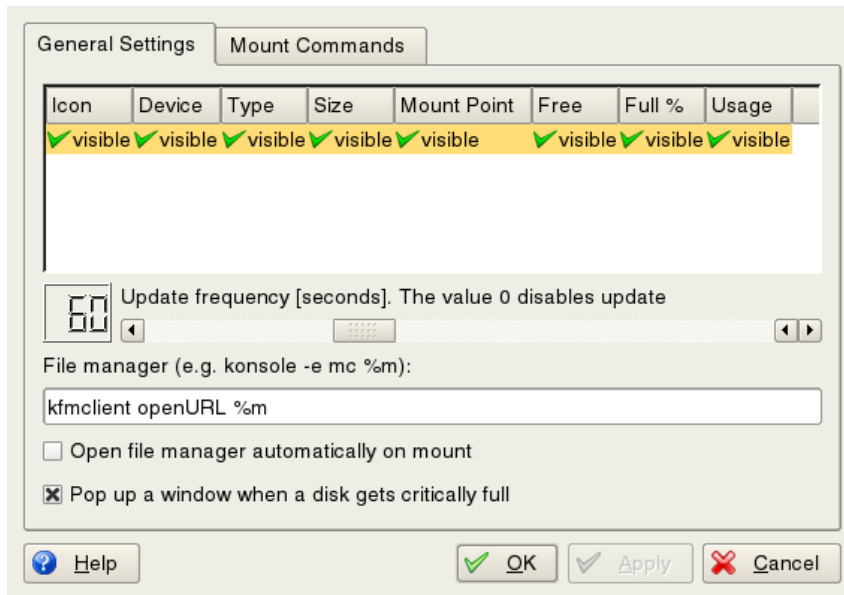 General Settings Mount Commands
Icon Device Type Size Mount Point Free Full % Usage
visible visible visible visible visible visible visible visible
60 Update frequency [seconds]. The value 0 disables update
File manager (e.g. konsole -e mc %m):
kfmclient openURL %m
Open file manager automatically on mount
Pop up a window when a disk gets critically full
Help OK Apply Cancel